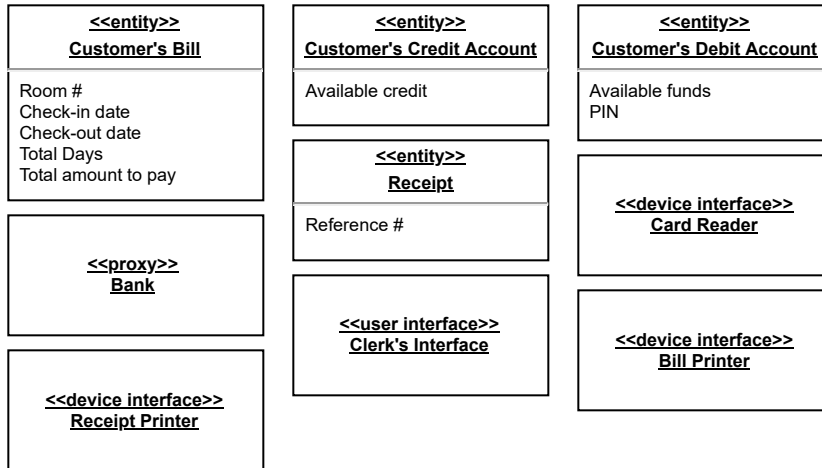 <<entity>>
Customer's Bill
Room #
Check-in date
Check-out date
Total Days
Total amount to pay
<<proxy>>
Bank
<<device interface>>
Receipt Printer
<<entity>>
Customer's Credit Account
Available credit
<<entity>>
Receipt
Reference #
<<user interface>>
Clerk's Interface
<<entity>>
Customer's Debit Account
Available funds
PIN
<<device interface>>
Card Reader
<<device interface>>
Bill Printer